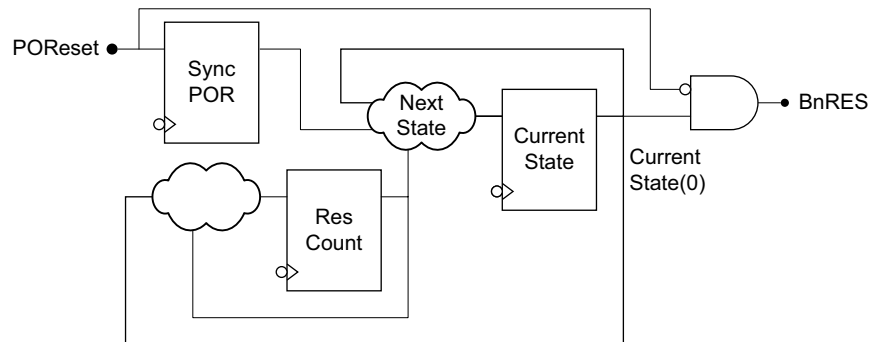 POReset
Sync
POR
Next
State
Current
State
BnRES
Current
State(0)
Res
Count